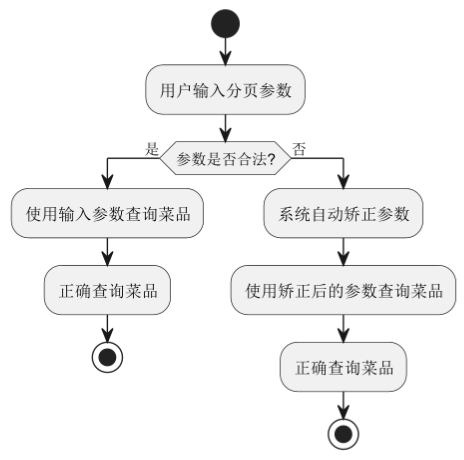 用户输入分页参数
是
参数是否合法?
否
使用输入参数查询菜品
系统自动矫正参数
正确查询菜品
使用矫正后的参数查询菜品
正确查询菜品